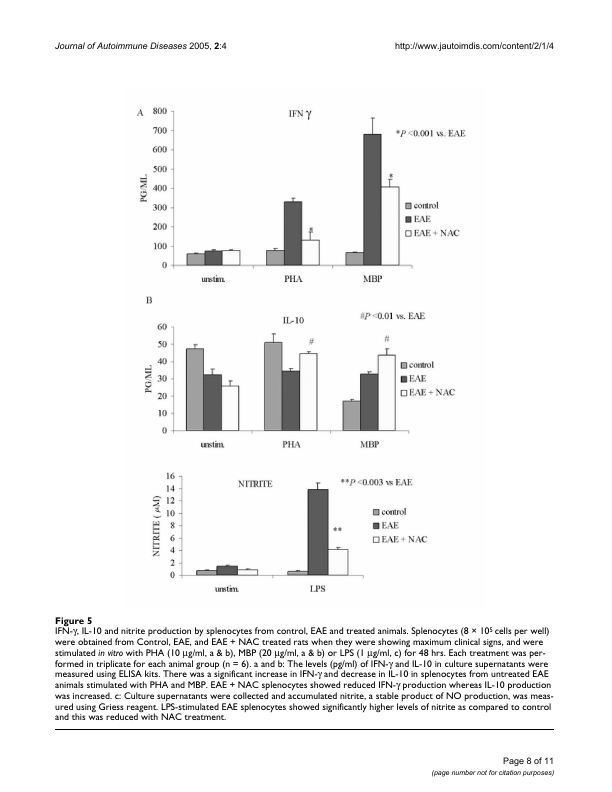 Journal of Autoimmune Diseases 2005, 2:4
http://www.jautoimdis.com/content/2/1/4
A
IFN γ
*P <0.001 vs. EAE
PG/ML
800
700
600
500
400
300
200
100
0
#
*
control
EAE
EAE + NAC
unstim.
PHA
MBP
B
IL-10
#P <0.01 vs. EAE
PG/ML
60
50
40
30
20
10
0
#
#
control
EAE
EAE + NAC
unstim.
PHA
MBP
NITRITE
**P <0.003 vs EAE
NITRITE ( μM)
16
14
12
10
8
6
4
2
0
**
control
EAE
EAE + NAC
unstim.
LPS
Figure 5
IFN-γ, IL-10 and nitrite production by splenocytes from control, EAE and treated animals. Splenocytes (8 × 10⁵ cells per well)
were obtained from Control, EAE, and EAE + NAC treated rats when they were showing maximum clinical signs, and were
stimulated in vitro with PHA (10 μg/ml, a & b), MBP (20 μg/ml, a & b) or LPS (1 μg/ml, c) for 48 hrs. Each treatment was per-
formed in triplicate for each animal group (n = 6). a and b: The levels (pg/ml) of IFN-γ and IL-10 in culture supernatants were
measured using ELISA kits. There was a significant increase in IFN-γ and decrease in IL-10 in splenocytes from untreated EAE
animals stimulated with PHA and MBP. EAE + NAC splenocytes showed reduced IFN-γ production whereas IL-10 production
was increased. c: Culture supernatants were collected and accumulated nitrite, a stable product of NO production, was meas-
ured using Griess reagent. LPS-stimulated EAE splenocytes showed significantly higher levels of nitrite as compared to control
and this was reduced with NAC treatment.
Page 8 of 11
(page number not for citation purposes)